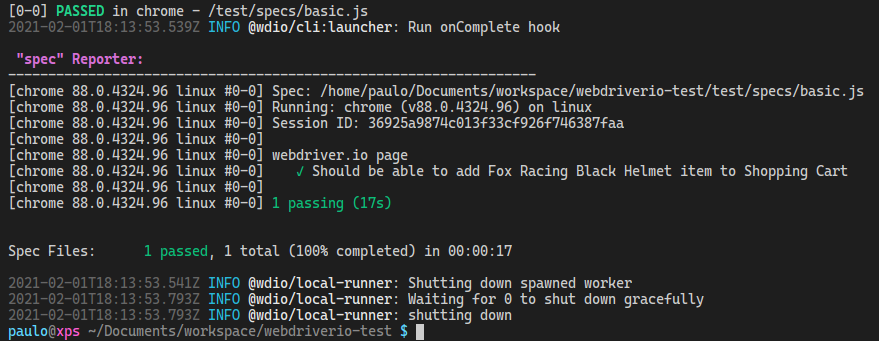 [0-0] PASSED in chrome - /test/specs/basic.js
2021-02-01T18:13:53.539Z INFO @wdio/cli:launcher: Run onComplete hook
"spec" Reporter:
------------------------------------------------------------------
[chrome 88.0.4324.96 linux #0-0] Spec: /home/paulo/Documents/workspace/webdriverio-test/test/specs/basic.js
[chrome 88.0.4324.96 linux #0-0] Running: chrome (v88.0.4324.96) on linux
[chrome 88.0.4324.96 linux #0-0] Session ID: 36925a9874c013f33cf926f746387faa
[chrome 88.0.4324.96 linux #0-0]
[chrome 88.0.4324.96 linux #0-0] webdriver.io page
[chrome 88.0.4324.96 linux #0-0] ✓ Should be able to add Fox Racing Black Helmet item to Shopping Cart
[chrome 88.0.4324.96 linux #0-0]
[chrome 88.0.4324.96 linux #0-0] 1 passing (17s)
Spec Files: 1 passed, 1 total (100% completed) in 00:00:17
2021-02-01T18:13:53.541Z INFO @wdio/local-runner: Shutting down spawned worker
2021-02-01T18:13:53.793Z INFO @wdio/local-runner: Waiting for 0 to shut down gracefully
2021-02-01T18:13:53.793Z INFO @wdio/local-runner: shutting down
paulo@xps ~/Documents/workspace/webdriverio-test $